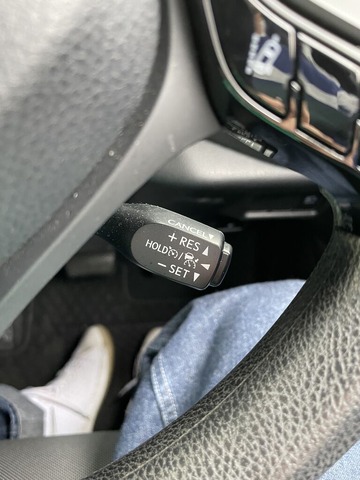 CANCEL
+ RES
HOLD /
− SET